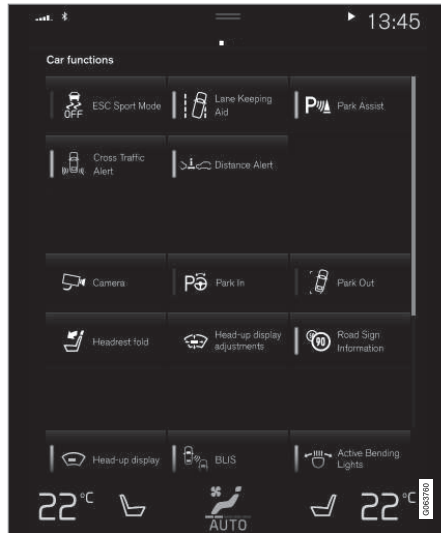 13:45
Car functions
OFF
ESC Sport Mode
Lane Keeping
Aid
P
Park Assist
Cross Traffic
Alert
Distance Alert
Camera
P
Park In
Park Out
Headrest fold
Head-up display
adjustments
90
Road Sign
Information
Head-up display
BLIS
Active Bending
Lights
22°C
AUTO
22°C
G063760